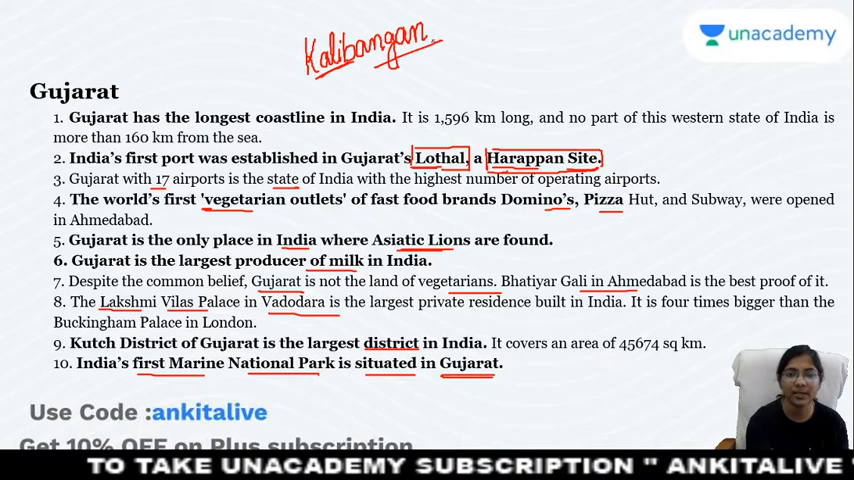 Kalibangan
unacademy
Gujarat
1. Gujarat has the longest coastline in India. It is 1,596 km long, and no part of this western state of India is
more than 160 km from the sea.
2. India's first port was established in Gujarat's Lothal, a Harappan Site.
3. Gujarat with 17 airports is the state of India with the highest number of operating airports.
4. The world's first 'vegetarian outlets' of fast food brands Domino's, Pizza Hut, and Subway, were opened
in Ahmedabad.
5. Gujarat is the only place in India where Asiatic Lions are found.
6. Gujarat is the largest producer of milk in India.
7. Despite the common belief, Gujarat is not the land of vegetarians. Bhatiyar Gali in Ahmedabad is the best proof of it.
8. The Lakshmi Vilas Palace in Vadodara is the largest private residence built in India. It is four times bigger than the
Buckingham Palace in London.
9. Kutch District of Gujarat is the largest district in India. It covers an area of 45674 sq km.
10. India's first Marine National Park is situated in Gujarat.
Use Code :ankitalive
Get 10% OFF on Plus subscription
TO TAKE UNACADEMY SUBSCRIPTION " ANKITALIVE "